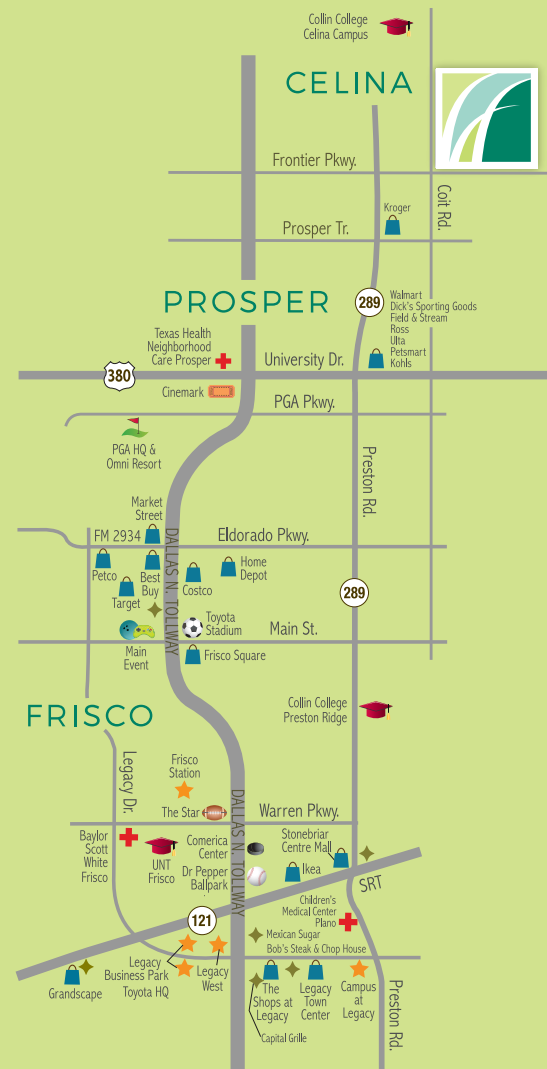 Collin College
Celina Campus
CELINA
Frontier Pkwy.
Coit Rd.
Kroger
Prosper Tr.
PROSPER
289
Walmart
Dick's Sporting Goods
Field & Stream
Ross
Ulta
Petsmart
Kohls
Texas Health
Neighborhood
Care Prosper
University Dr.
380
Cinemark
PGA Pkwy.
PGA HQ &
Omni Resort
Preston Rd.
Market
Street
FM 2934
DALLAS N. TOLLWAY
Eldorado Pkwy.
Petco
Best
Buy
Home
Depot
Costco
Target
289
Toyota
Stadium
Main St.
Main
Event
Frisco Square
Collin College
Preston Ridge
FRISCO
Legacy Dr.
Frisco
Station
The Star
DALLAS N. TOLLWAY
Warren Pkwy.
Baylor
Scott
White
Frisco
UNT
Frisco
Comerica
Center
Stonebriar
Centre Mall
Dr Pepper
Ballpark
Ikea
SRT
Children's
Medical Center
Plano
121
Mexican Sugar
Bob's Steak & Chop House
Legacy
Business Park
Toyota HQ
Legacy
West
Grandscape
The
Shops at
Legacy
Legacy
Town
Center
Campus
at
Legacy
Preston Rd.
Capital Grille